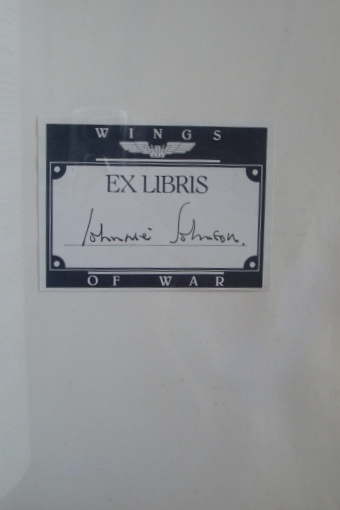 WINGS
EX LIBRIS
Johnnie Johnson.
OF WAR